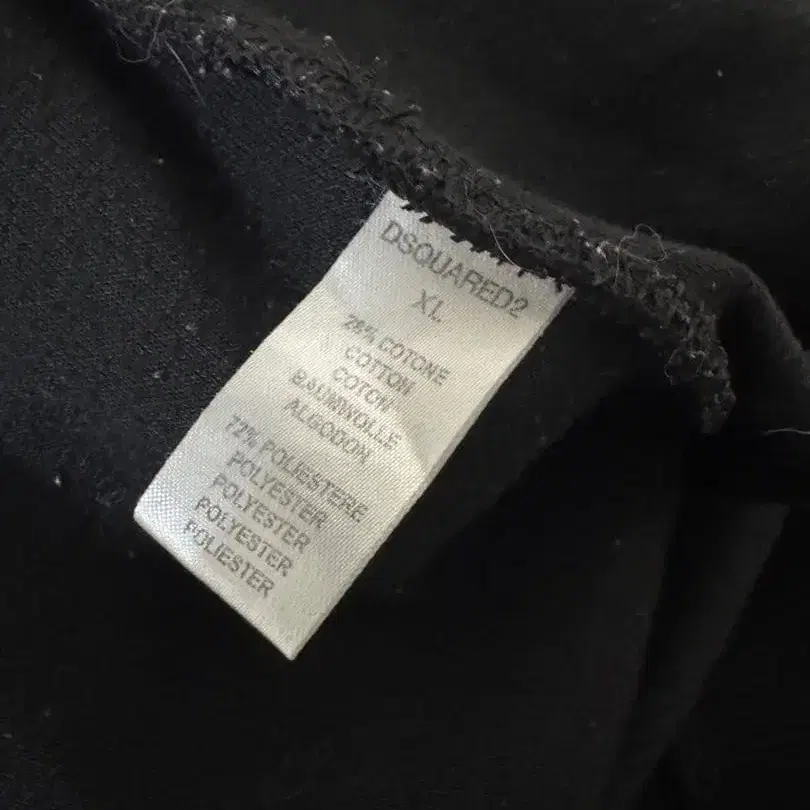 DSQUARED2
XL
28% COTONE
COTTON
COTON
BAUMWOLLE
ALGODON
72% POLIESTERE
POLYESTER
POLYESTER
POLYESTER
POLIESTER